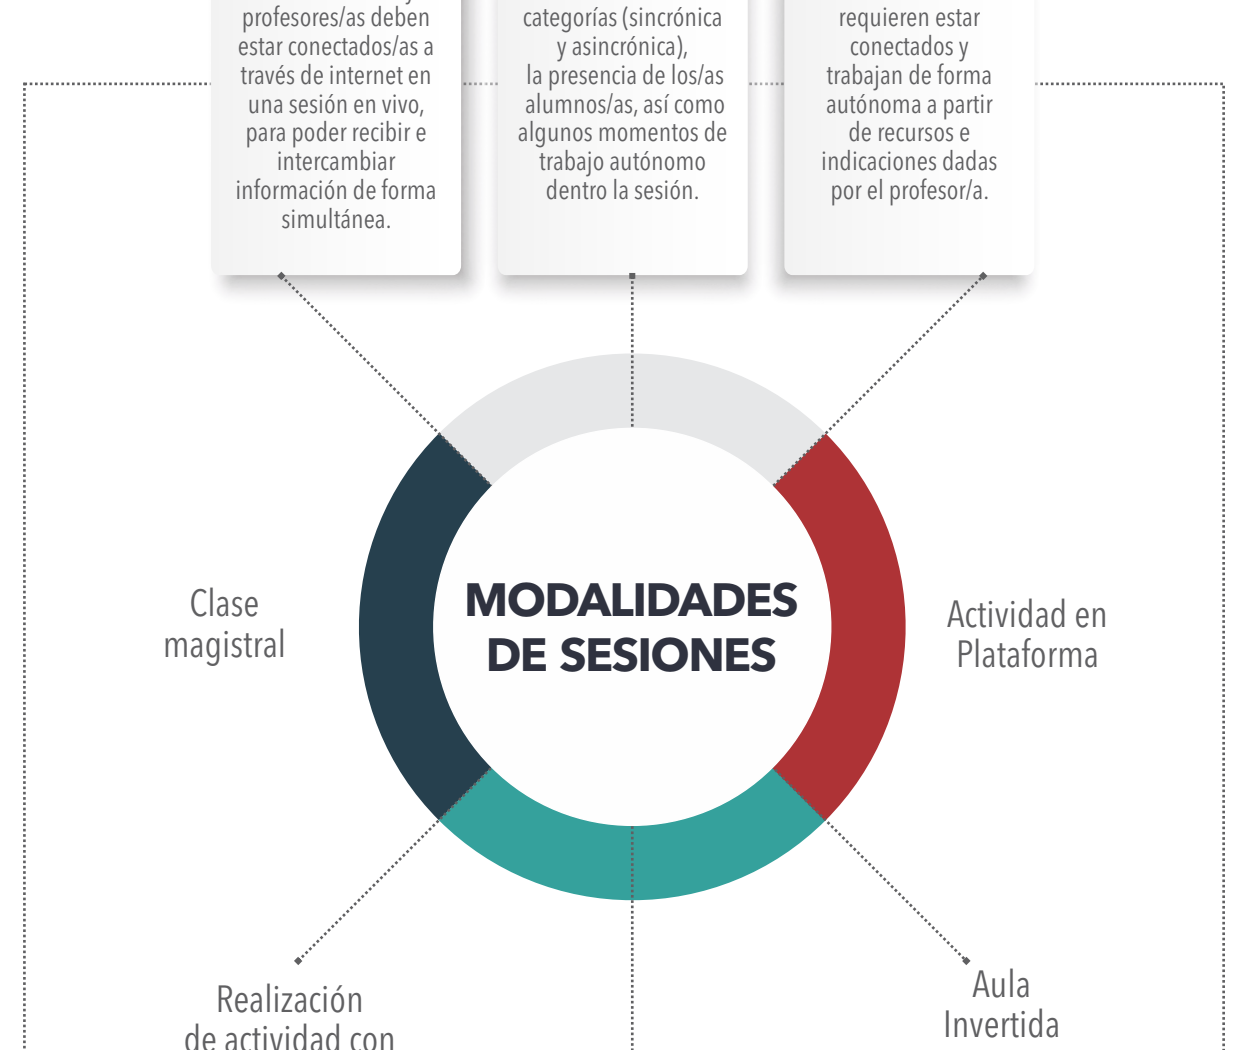 profesores/as deben
estar conectados/as a
través de internet en
una sesión en vivo,
para poder recibir e
intercambiar
información de forma
simultánea.
categorías (sincrónica
y asincrónica),
la presencia de los/as
alumnos/as, así como
algunos momentos de
trabajo autónomo
dentro la sesión.
requieren estar
conectados y
trabajan de forma
autónoma a partir
de recursos e
indicaciones dadas
por el profesor/a.
MODALIDADES
DE SESIONES
Clase
magistral
Actividad en
Plataforma
Realización
de actividad con
Aula
Invertida